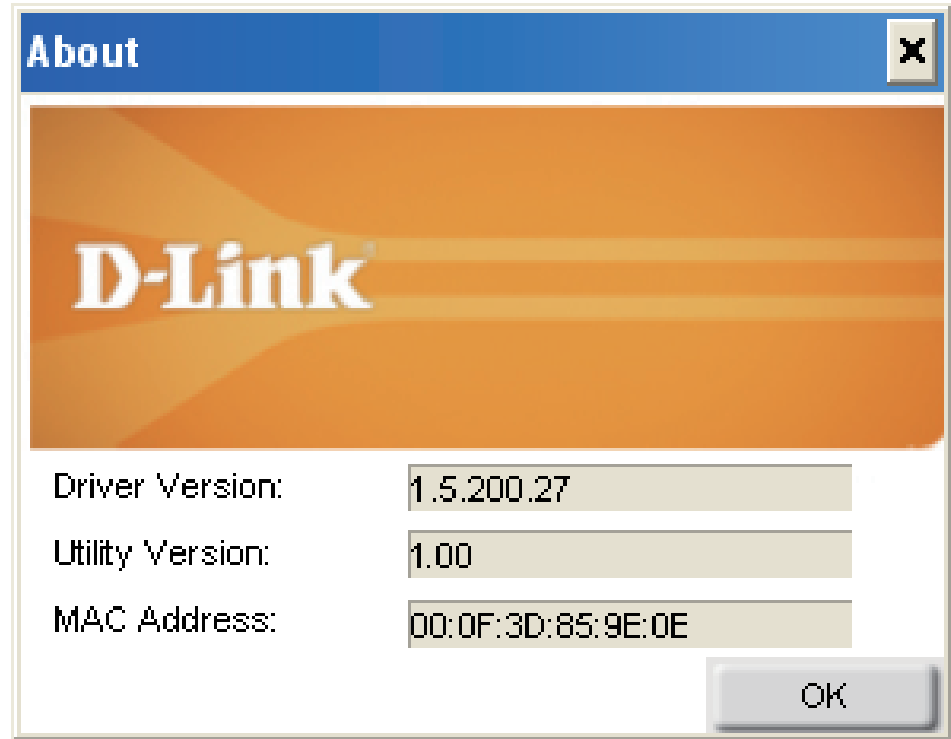 About
D-Link
Driver Version: 1.5.200.27
Utility Version: 1.00
MAC Address: 00:0F:3D:85:9E:0E
OK